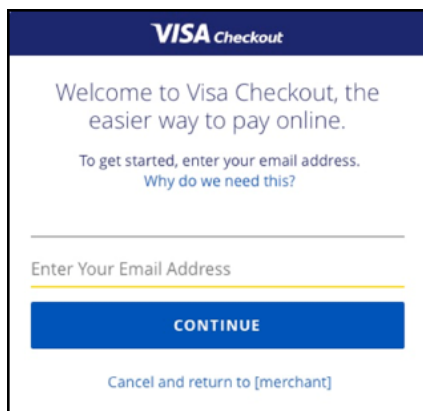 VISA Checkout
Welcome to Visa Checkout, the
easier way to pay online.
To get started, enter your email address.
Why do we need this?
Enter Your Email Address
CONTINUE
Cancel and return to [merchant]